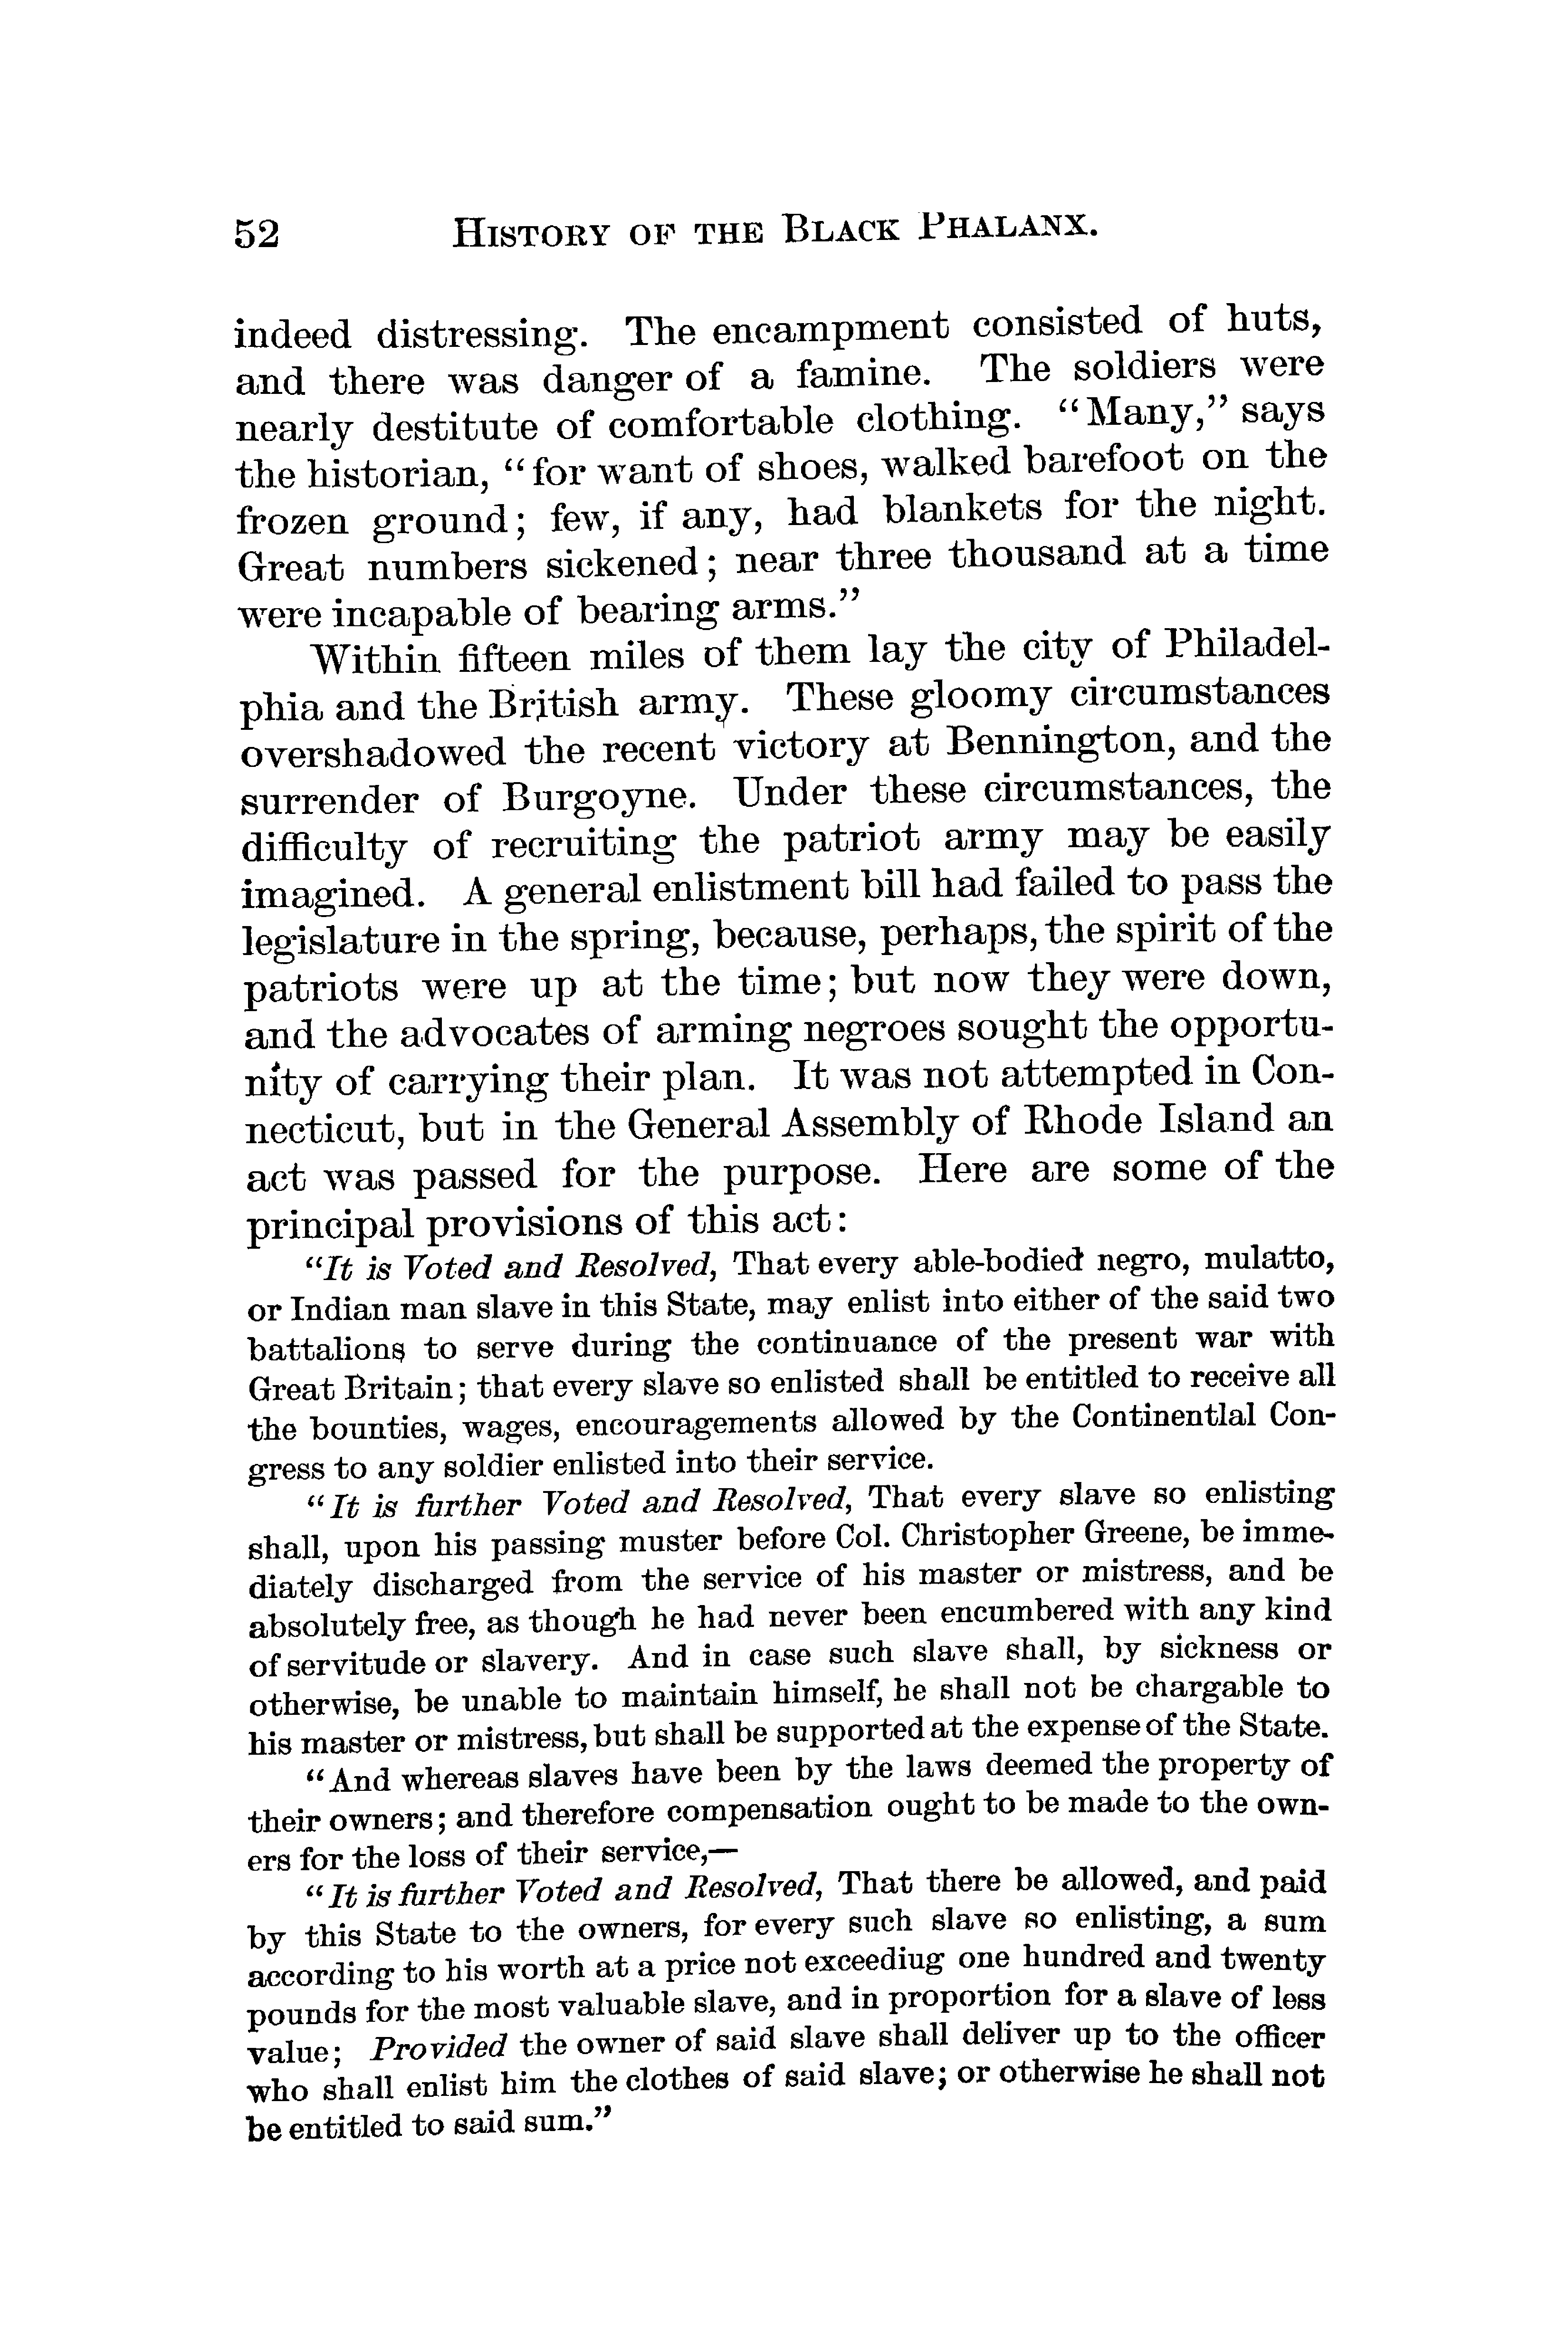 52 HISTORY OF THE BLACK PHALANX.
indeed distressing. The encampment consisted of huts,
and there was danger of a famine. The soldiers were
nearly destitute of comfortable clothing. “Many,” says
the historian, “for want of shoes, walked barefoot on the
frozen ground; few, if any, had blankets for the night.
Great numbers sickened; near three thousand at a time
were incapable of bearing arms.”
Within fifteen miles of them lay the city of Philadel-
phia and the British army. These gloomy circumstances
overshadowed the recent victory at Bennington, and the
surrender of Burgoyne. Under these circumstances, the
difficulty of recruiting the patriot army may be easily
imagined. A general enlistment bill had failed to pass the
legislature in the spring, because, perhaps, the spirit of the
patriots were up at the time; but now they were down,
and the advocates of arming negroes sought the opportu-
nity of carrying their plan. It was not attempted in Con-
necticut, but in the General Assembly of Rhode Island an
act was passed for the purpose. Here are some of the
principal provisions of this act:
“It is Voted and Resolved, That every able-bodied negro, mulatto,
or Indian man slave in this State, may enlist into either of the said two
battalions to serve during the continuance of the present war with
Great Britain; that every slave so enlisted shall be entitled to receive all
the bounties, wages, encouragements allowed by the Continentlal Con-
gress to any soldier enlisted into their service.
“It is further Voted and Resolved, That every slave so enlisting
shall, upon his passing muster before Col. Christopher Greene, be imme-
diately discharged from the service of his master or mistress, and be
absolutely free, as though he had never been encumbered with any kind
of servitude or slavery. And in case such slave shall, by sickness or
otherwise, be unable to maintain himself, he shall not be chargable to
his master or mistress, but shall be supported at the expense of the State.
“And whereas slaves have been by the laws deemed the property of
their owners; and therefore compensation ought to be made to the own-
ers for the loss of their service,—
“It is further Voted and Resolved, That there be allowed, and paid
by this State to the owners, for every such slave so enlisting, a sum
according to his worth at a price not exceediug one hundred and twenty
pounds for the most valuable slave, and in proportion for a slave of less
value; Provided the owner of said slave shall deliver up to the officer
who shall enlist him the clothes of said slave; or otherwise he shall not
be entitled to said sum.”